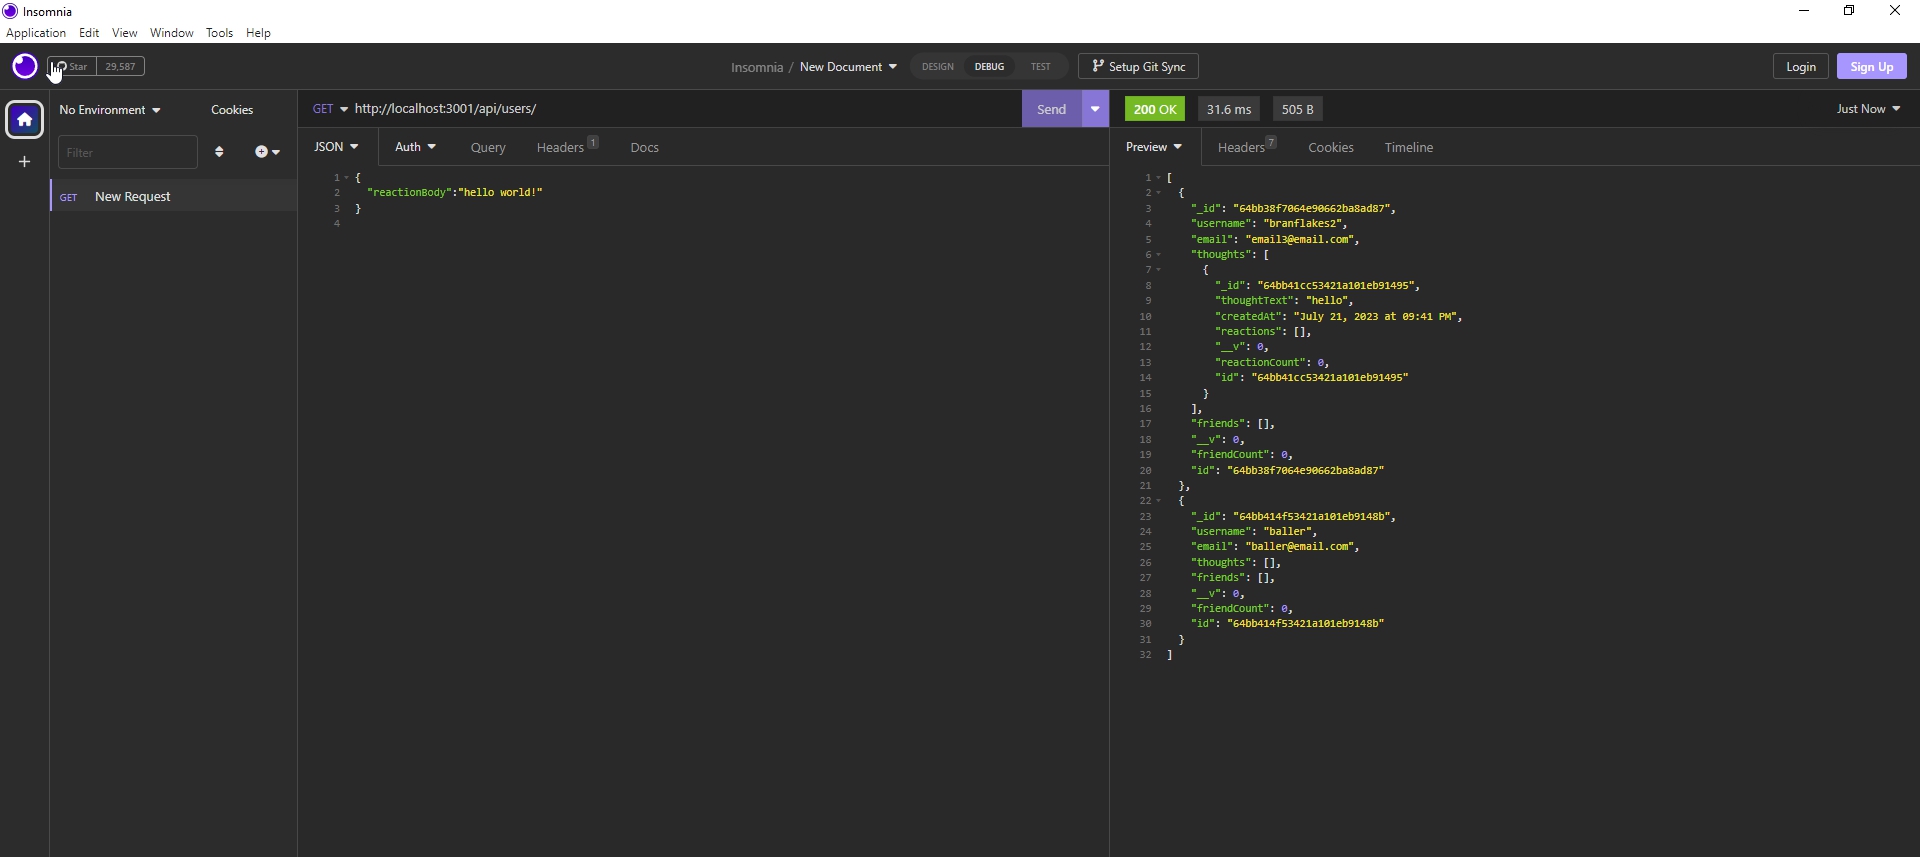 Insomnia
Application Edit View Window Tools Help
Star 29,587
Insomnia / New Document DESIGN DEBUG TEST Setup Git Sync
Login Sign Up
No Environment Cookies
Filter
GET New Request
GET http://localhost:3001/api/users/ Send
JSON Auth Query Headers 1 Docs
1 {
2 "reactionBody":"hello world!"
3 }
4
200 OK 31.6 ms 505 B Just Now
Preview Headers 7 Cookies Timeline
1 [
2 {
3 "_id": "64bb38f7064e90662ba8ad87",
4 "username": "branflakes2",
5 "email": "email3@email.com",
6 "thoughts": [
7 {
8 "_id": "64bb41cc53421a101eb91495",
9 "thoughtText": "hello",
10 "createdAt": "July 21, 2023 at 09:41 PM",
11 "reactions": [],
12 "__v": 0,
13 "reactionCount": 0,
14 "id": "64bb41cc53421a101eb91495"
15 }
16 ],
17 "friends": [],
18 "__v": 0,
19 "friendCount": 0,
20 "id": "64bb38f7064e90662ba8ad87"
21 },
22 {
23 "_id": "64bb414f53421a101eb9148b",
24 "username": "baller",
25 "email": "baller@email.com",
26 "thoughts": [],
27 "friends": [],
28 "__v": 0,
29 "friendCount": 0,
30 "id": "64bb414f53421a101eb9148b"
31 }
32 ]